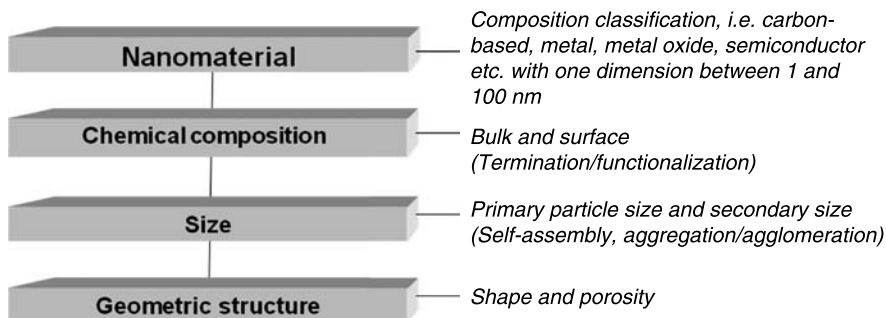 Nanomaterial
Composition classification, i.e. carbon-
based, metal, metal oxide, semiconductor
etc. with one dimension between 1 and
100 nm
Chemical composition
Bulk and surface
(Termination/functionalization)
Size
Primary particle size and secondary size
(Self-assembly, aggregation/agglomeration)
Geometric structure
Shape and porosity